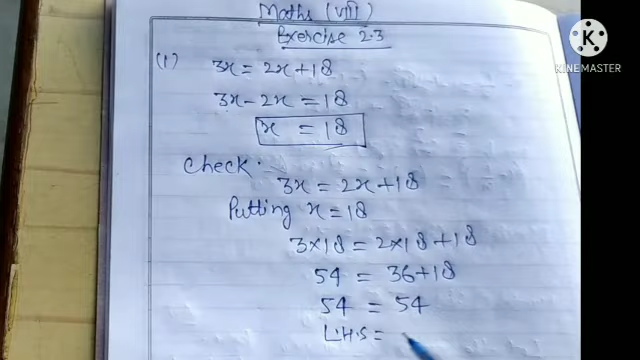 Maths (VIII)
Exercise 2.3
(1) 3x = 2x + 18
3x - 2x = 18
x = 18
Check.
3x = 2x + 18
Putting x = 18
3 × 18 = 2 × 18 + 18
54 = 36 + 18
54 = 54
L.H.S =
K
KINEMASTER